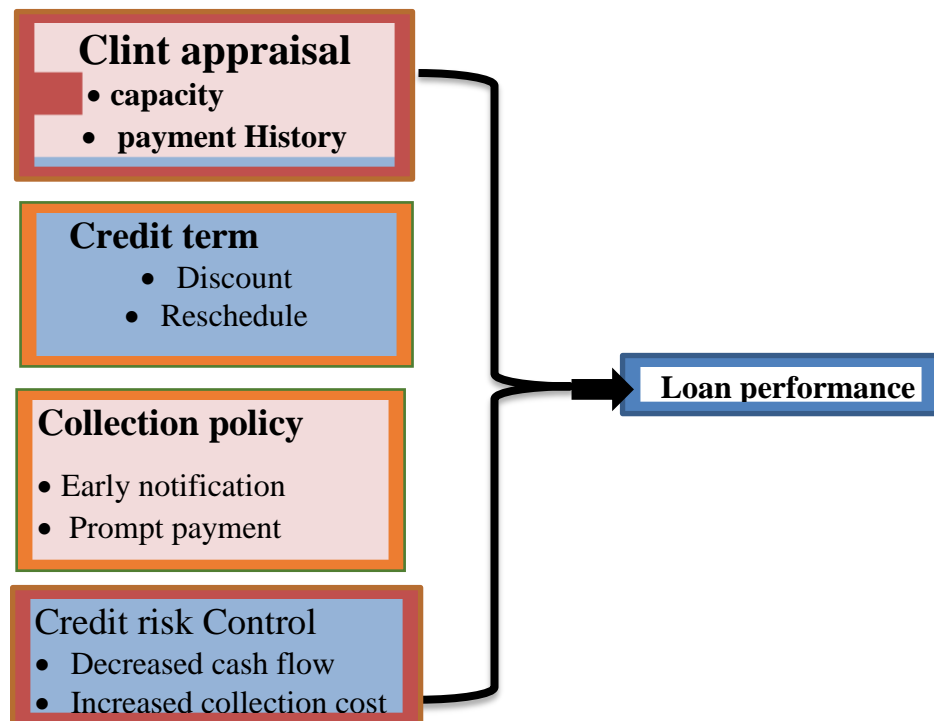 Clint appraisal
• capacity
• payment History
Credit term
• Discount
• Reschedule
Loan performance
Collection policy
• Early notification
• Prompt payment
Credit risk Control
• Decreased cash flow
• Increased collection cost